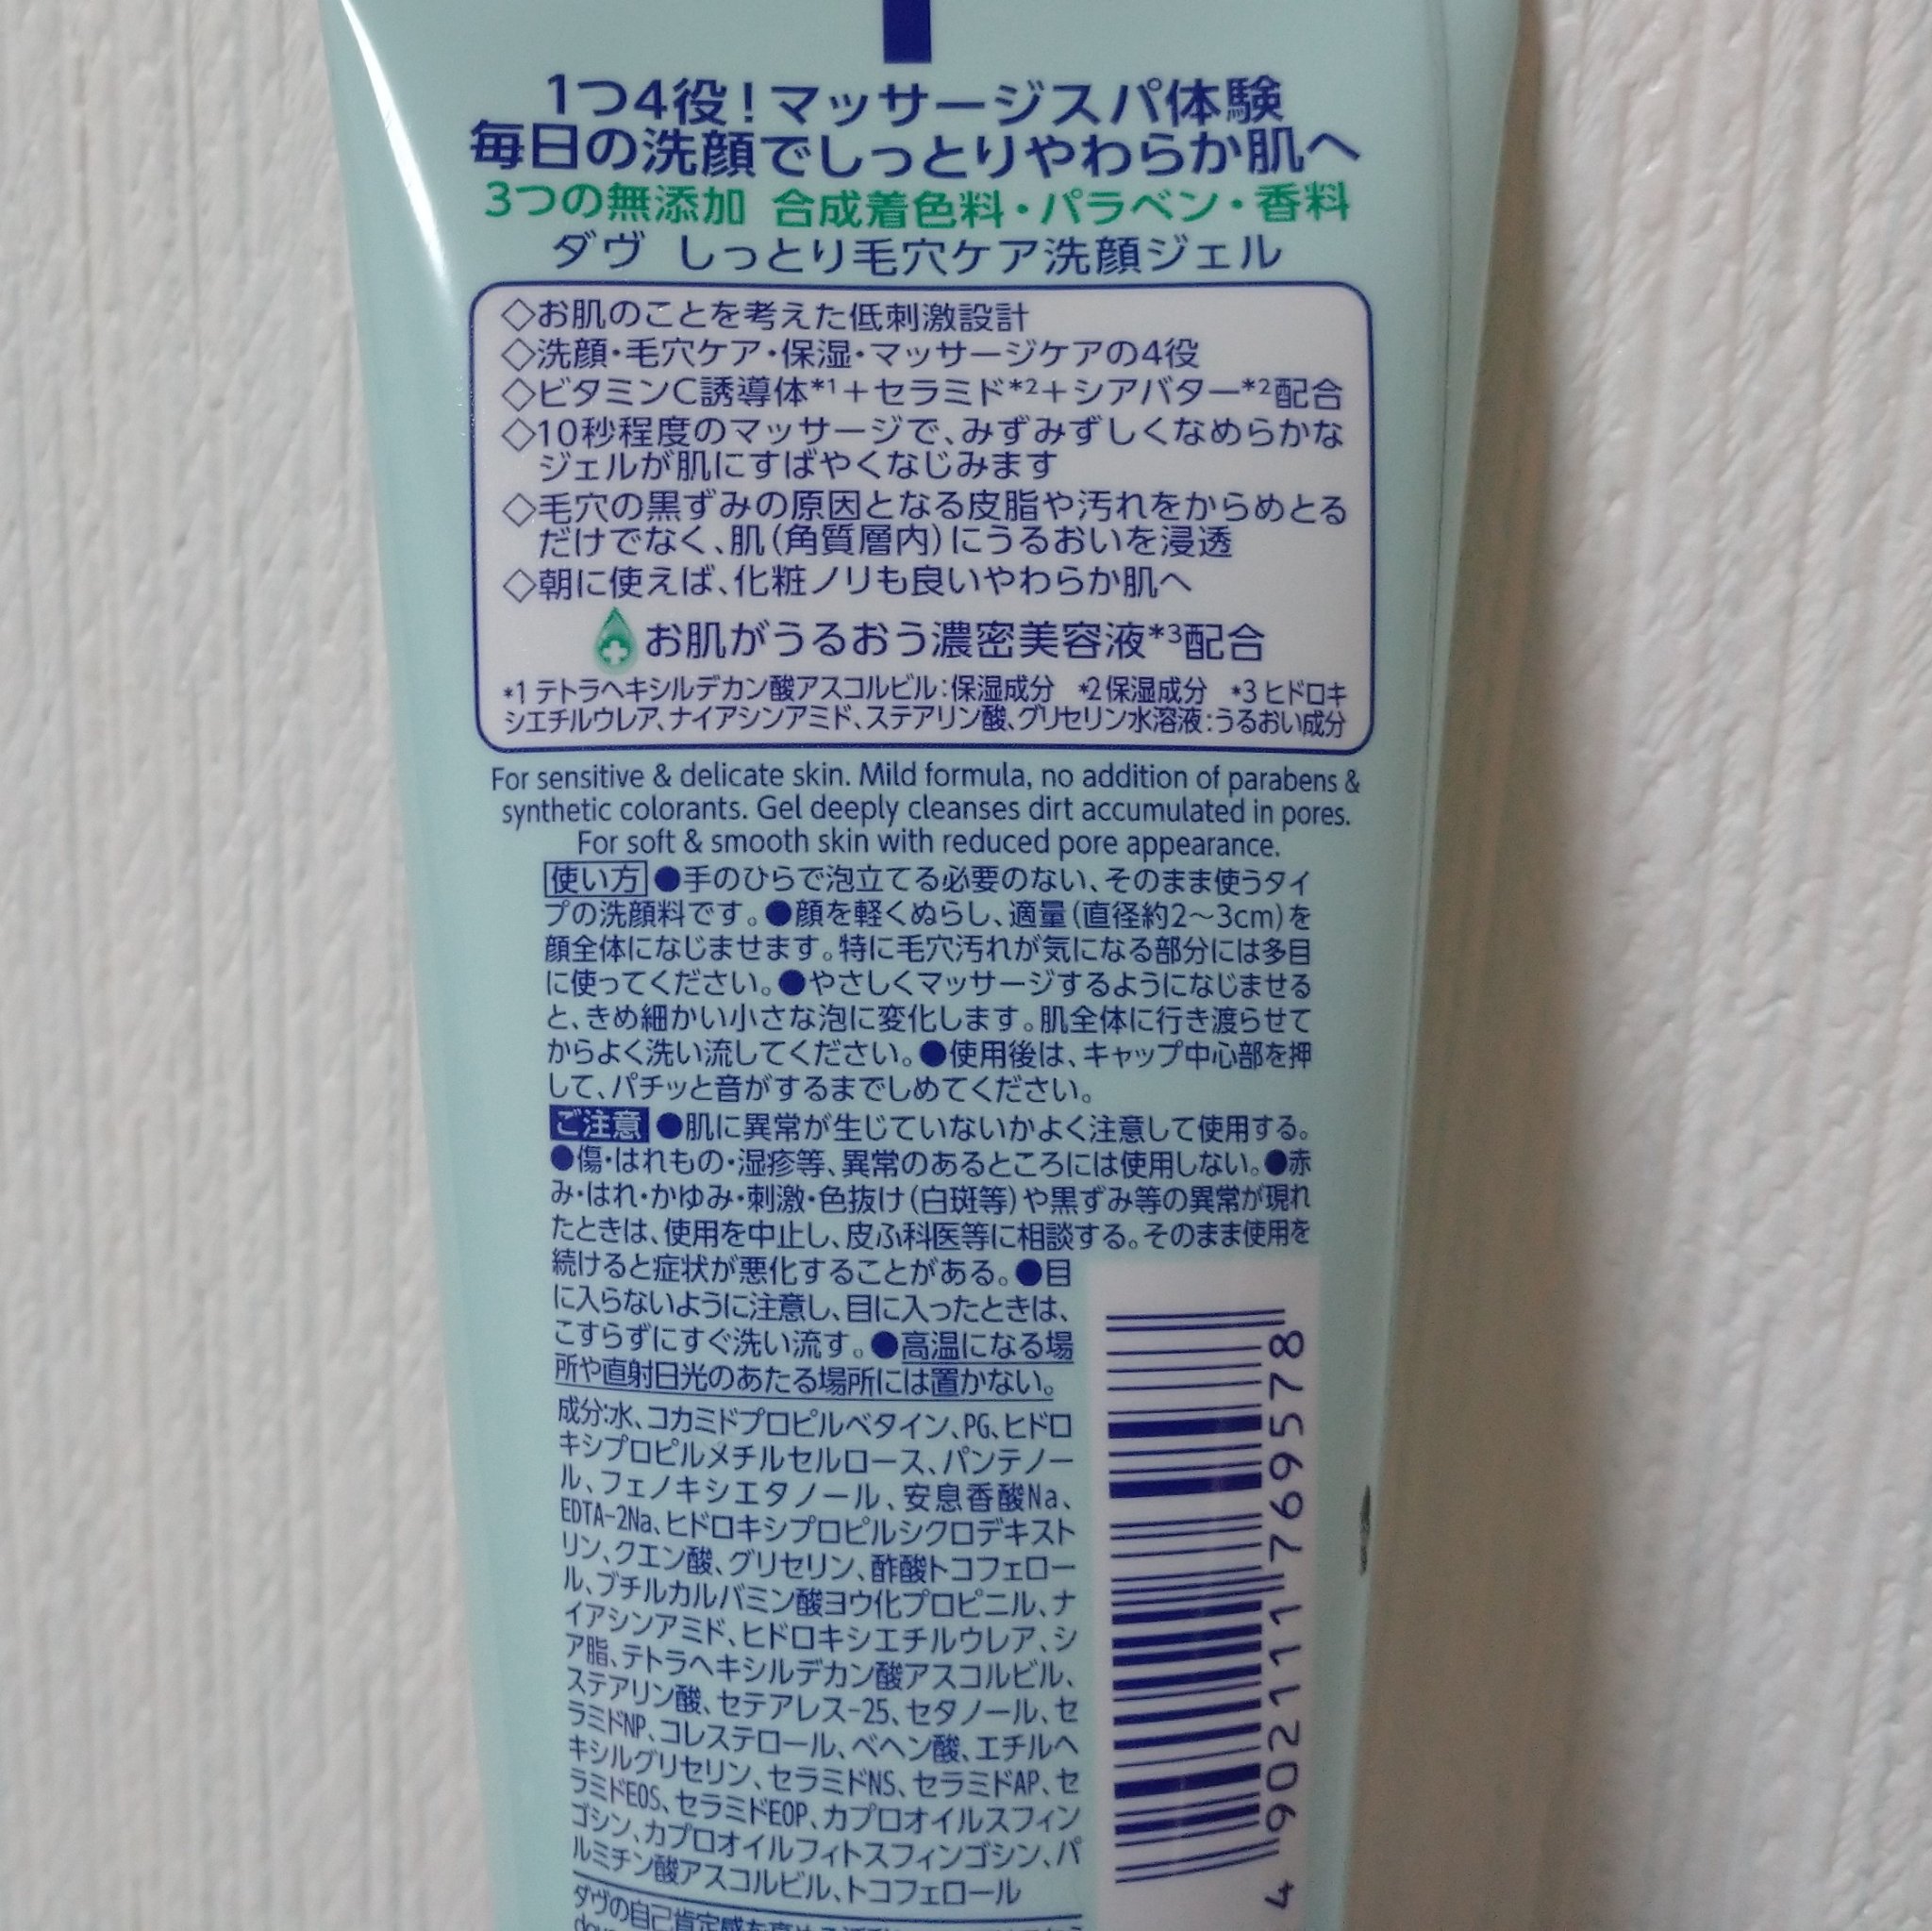 1つ4役!マッサージスパ体験
毎日の洗顔でしっとりやわらか肌へ
3つの無添加 合成着色料・パラベン・香料
ダヴ しっとり毛穴ケア洗顔ジェル
◇お肌のことを考えた低刺激設計
◇洗顔・毛穴ケア・保湿・マッサージケアの4役
◇ビタミンC誘導体*1+セラミド*2+シアバター*2配合
◇10秒程度のマッサージで、みずみずしくなめらかな
ジェルが肌にすばやくなじみます
◇毛穴の黒ずみの原因となる皮脂や汚れをからめとる
だけでなく、肌(角質層内)にうるおいを浸透
◇朝に使えば、化粧ノリも良いやわらか肌へ
お肌がうるおう濃密美容液*3配合
*1 テトラヘキシルデカン酸アスコルビル:保湿成分 *2 保湿成分 *3 ヒドロキ
シエチルウレア、ナイアシンアミド、ステアリン酸、グリセリン水溶液:うるおい成分
For sensitive & delicate skin. Mild formula, no addition of parabens &
synthetic colorants. Gel deeply cleanses dirt accumulated in pores.
For soft & smooth skin with reduced pore appearance.
使い方 ●手のひらで泡立てる必要のない、そのまま使うタイ
プの洗顔料です。●顔を軽くぬらし、適量(直径約2〜3cm)を
顔全体になじませます。特に毛穴汚れが気になる部分には多目
に使ってください。●やさしくマッサージするようになじませる
と、きめ細かい小さな泡に変化します。肌全体に行き渡らせて
からよく洗い流してください。●使用後は、キャップ中心部を押
して、パチッと音がするまでしめてください。
ご注意 ●肌に異常が生じていないかよく注意して使用する。
●傷・はれもの・湿疹等、異常のあるところには使用しない。●赤
み・はれ・かゆみ・刺激・色抜け(白斑等)や黒ずみ等の異常が現れ
たときは、使用を中止し、皮ふ科医等に相談する。そのまま使用を
続けると症状が悪化することがある。●目
に入らないように注意し、目に入ったときは、
こすらずにすぐ洗い流す。●高温になる場
所や直射日光のあたる場所には置かない。
成分:水、コカミドプロピルベタイン、PG、ヒドロ
キシプロピルメチルセルロース、パンテノー
ル、フェノキシエタノール、安息香酸Na、
EDTA-2Na、ヒドロキシプロピルシクロデキスト
リン、クエン酸、グリセリン、酢酸トコフェロー
ル、ブチルカルバミン酸ヨウ化プロピニル、ナ
イアシンアミド、ヒドロキシエチルウレア、シ
ア脂、テトラヘキシルデカン酸アスコルビル、
ステアリン酸、セテアレス-25、セタノール、セ
ラミドNP、コレステロール、ベヘン酸、エチルヘ
キシルグリセリン、セラミドNS、セラミドAP、セ
ラミドEOS、セラミドEOP、カプロオイルスフィン
ゴシン、カプロオイルフィトスフィンゴシン、パ
ルミチン酸アスコルビル、トコフェロール
4 902111 769578